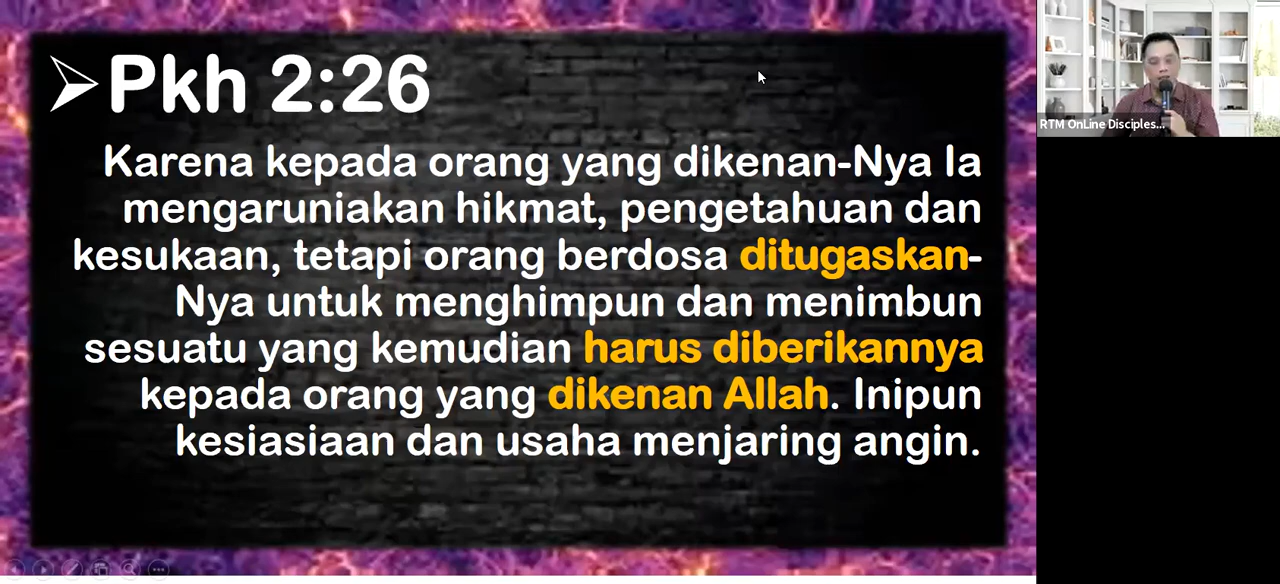 Pkh 2:26
Karena kepada orang yang dikenan-Nya Ia
mengaruniakan hikmat, pengetahuan dan
kesukaan, tetapi orang berdosa ditugaskan-
Nya untuk menghimpun dan menimbun
sesuatu yang kemudian harus diberikannya
kepada orang yang dikenan Allah. Inipun
kesiasiaan dan usaha menjaring angin.
RTM OnLine Disciples...